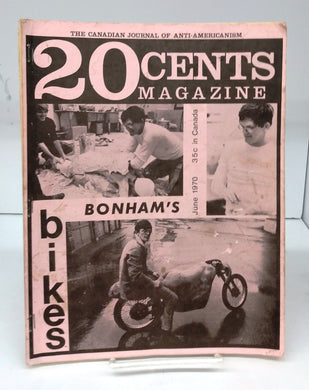 THE CANADIAN JOURNAL OF ANTI-AMERICANISM
20 CENTS
MAGAZINE
June 1970 35c in Canada
BONHAM'S
bikes